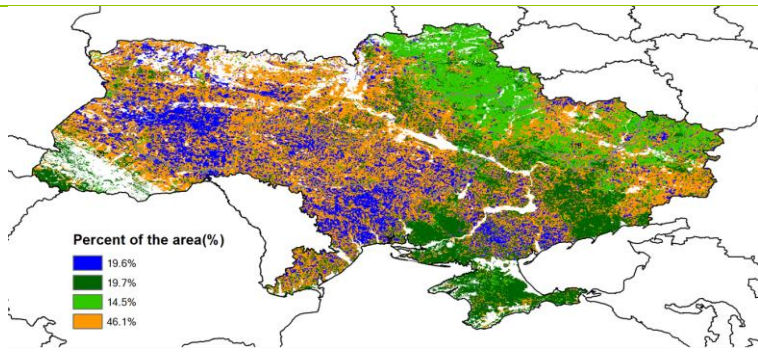 Percent of the area(%)
19.6%
19.7%
14.5%
46.1%